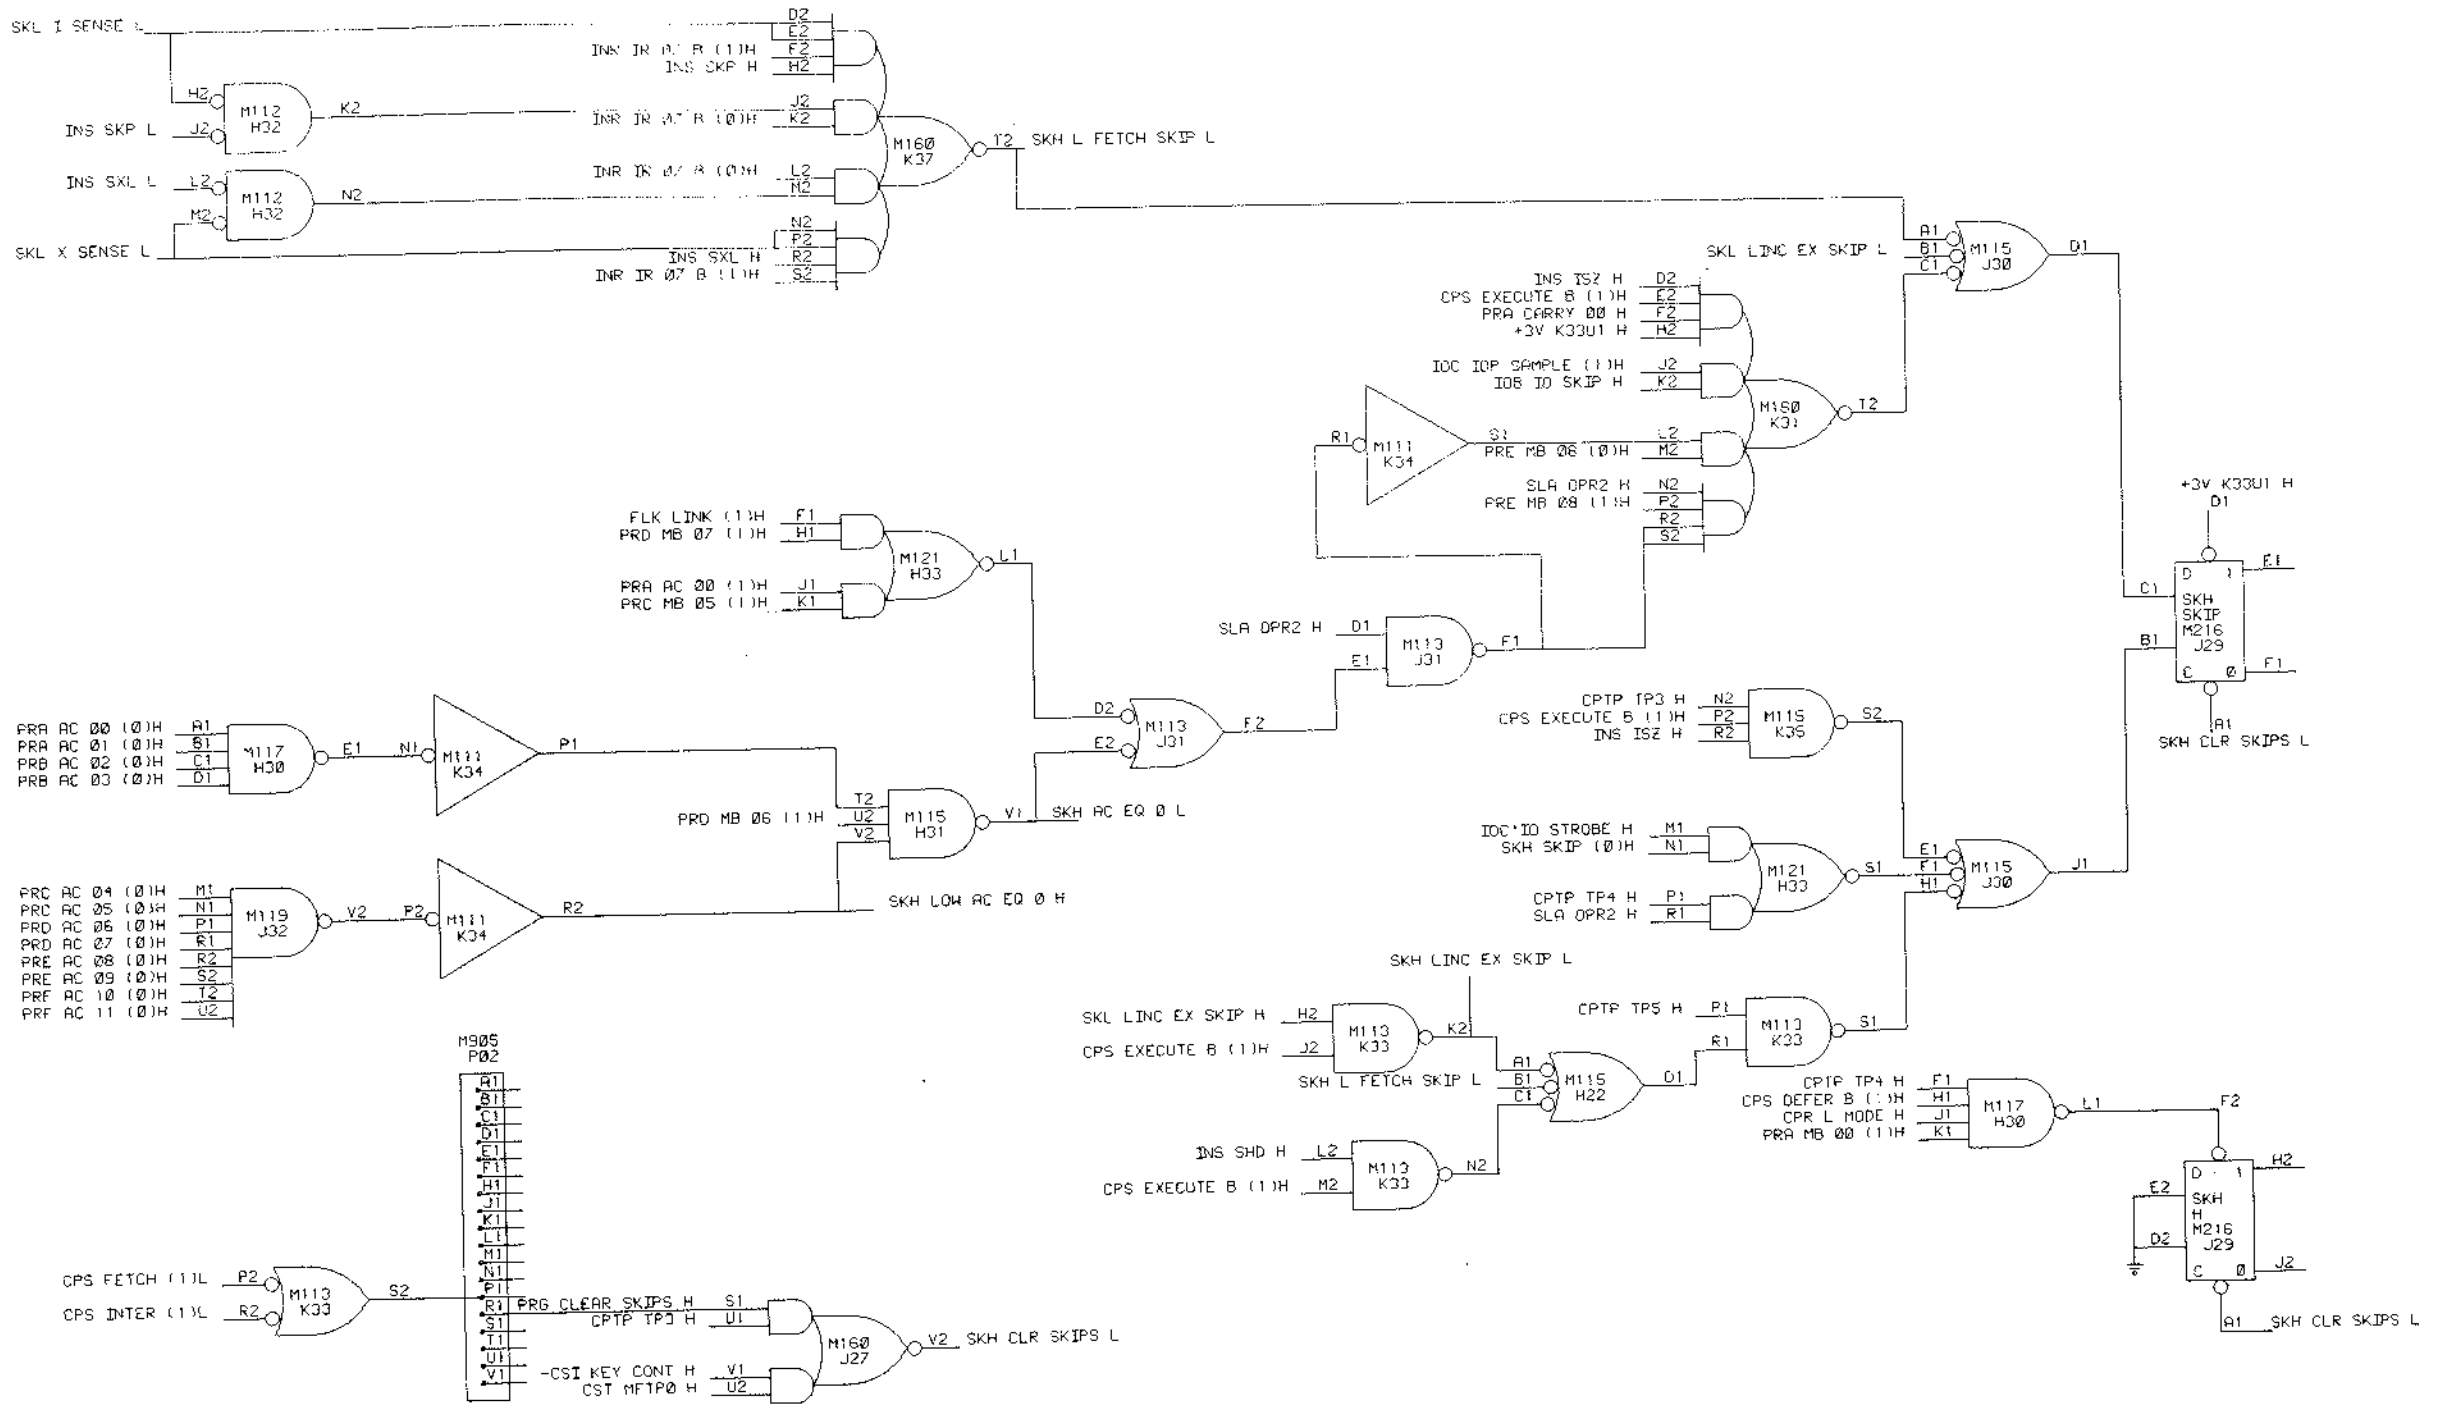 SKL I SENSE L
D2
E2
F2
INS SKP H H2
H2
M112
H32
K2
J2
K2
INS SKP L J2
M160
K37
T2 SKH L FETCH SKIP L
INS SXL L L2
M112
H32
N2
L2
M2
M2
SKL X SENSE L
N2
P2
INS SXL H R2
INR IR 07 B (1)H S2
A1
SKL LINC EX SKIP L B1
C1
M115
J30
D1
INS ISZ H D2
CPS EXECUTE B (1)H E2
PRA CARRY 00 H F2
+3V K33U1 H H2
IOC IOP SAMPLE (1)H J2
IOB IO SKIP H K2
M160
K31
T2
R1
M111
K34
S1 L2
PRE MB 08 (0)H M2
SLA OPR2 H N2
PRE MB 08 (1)H P2
R2
S2
FLK LINK (1)H F1
PRD MB 07 (1)H H1
M121
H33
L1
PRA AC 00 (1)H J1
PRC MB 05 (1)H K1
+3V K33U1 H
D1
D 1 E1
C1
SKH
SKIP
M216
J29
B1
C 0 F1
A1
SKH CLR SKIPS L
SLA OPR2 H D1
M113
J31
F1
E1
D2
E2
M113
J31
F2
PRA AC 00 (0)H A1
PRA AC 01 (0)H B1
PRB AC 02 (0)H C1
PRB AC 03 (0)H D1
M117
H30
E1 N1
M111
K34
P1
T2
PRD MB 06 (1)H U2
V2
M115
H31
V1 SKH AC EQ 0 L
PRC AC 04 (0)H M1
PRC AC 05 (0)H N1
PRD AC 06 (0)H P1
PRD AC 07 (0)H R1
PRE AC 08 (0)H R2
PRE AC 09 (0)H S2
PRF AC 10 (0)H T2
PRF AC 11 (0)H U2
M119
J32
V2 P2
M111
K34
R2
SKH LOW AC EQ 0 H
CPTP TP3 H N2
CPS EXECUTE B (1)H P2
INS ISZ H R2
M115
K35
S2
IOC IO STROBE H M1
SKH SKIP (0)H N1
M121
H33
S1
CPTP TP4 H P1
SLA OPR2 H R1
E1
F1
H1
M115
J30
J1
SKH LINC EX SKIP L
SKL LINC EX SKIP H H2
CPS EXECUTE B (1)H J2
M113
K33
K2
CPTP TP5 H P1
R1
M113
K33
S1
A1
SKH L FETCH SKIP L B1
C1
M115
H22
D1
INS SHD H L2
CPS EXECUTE B (1)H M2
M113
K33
N2
CPTP TP4 H F1
CPS DEFER B (1)H H1
CPR L MODE H J1
PRA MB 00 (1)H K1
M117
H30
L1
F2
D 1 H2
E2
SKH
H
M216
J29
D2
C 0 J2
A1
SKH CLR SKIPS L
M905
P02
A1
B1
C1
D1
E1
F1
H1
J1
K1
L1
M1
N1
P1
R1
S1
T1
U1
V1
CPS FETCH (1)L P2
CPS INTER (1)L R2
M113
K33
S2
PRG CLEAR SKIPS H S1
CPTP TP3 H U1
M160
J27
V2 SKH CLR SKIPS L
-CSI KEY CONT H V1
CST MFTP0 H U2